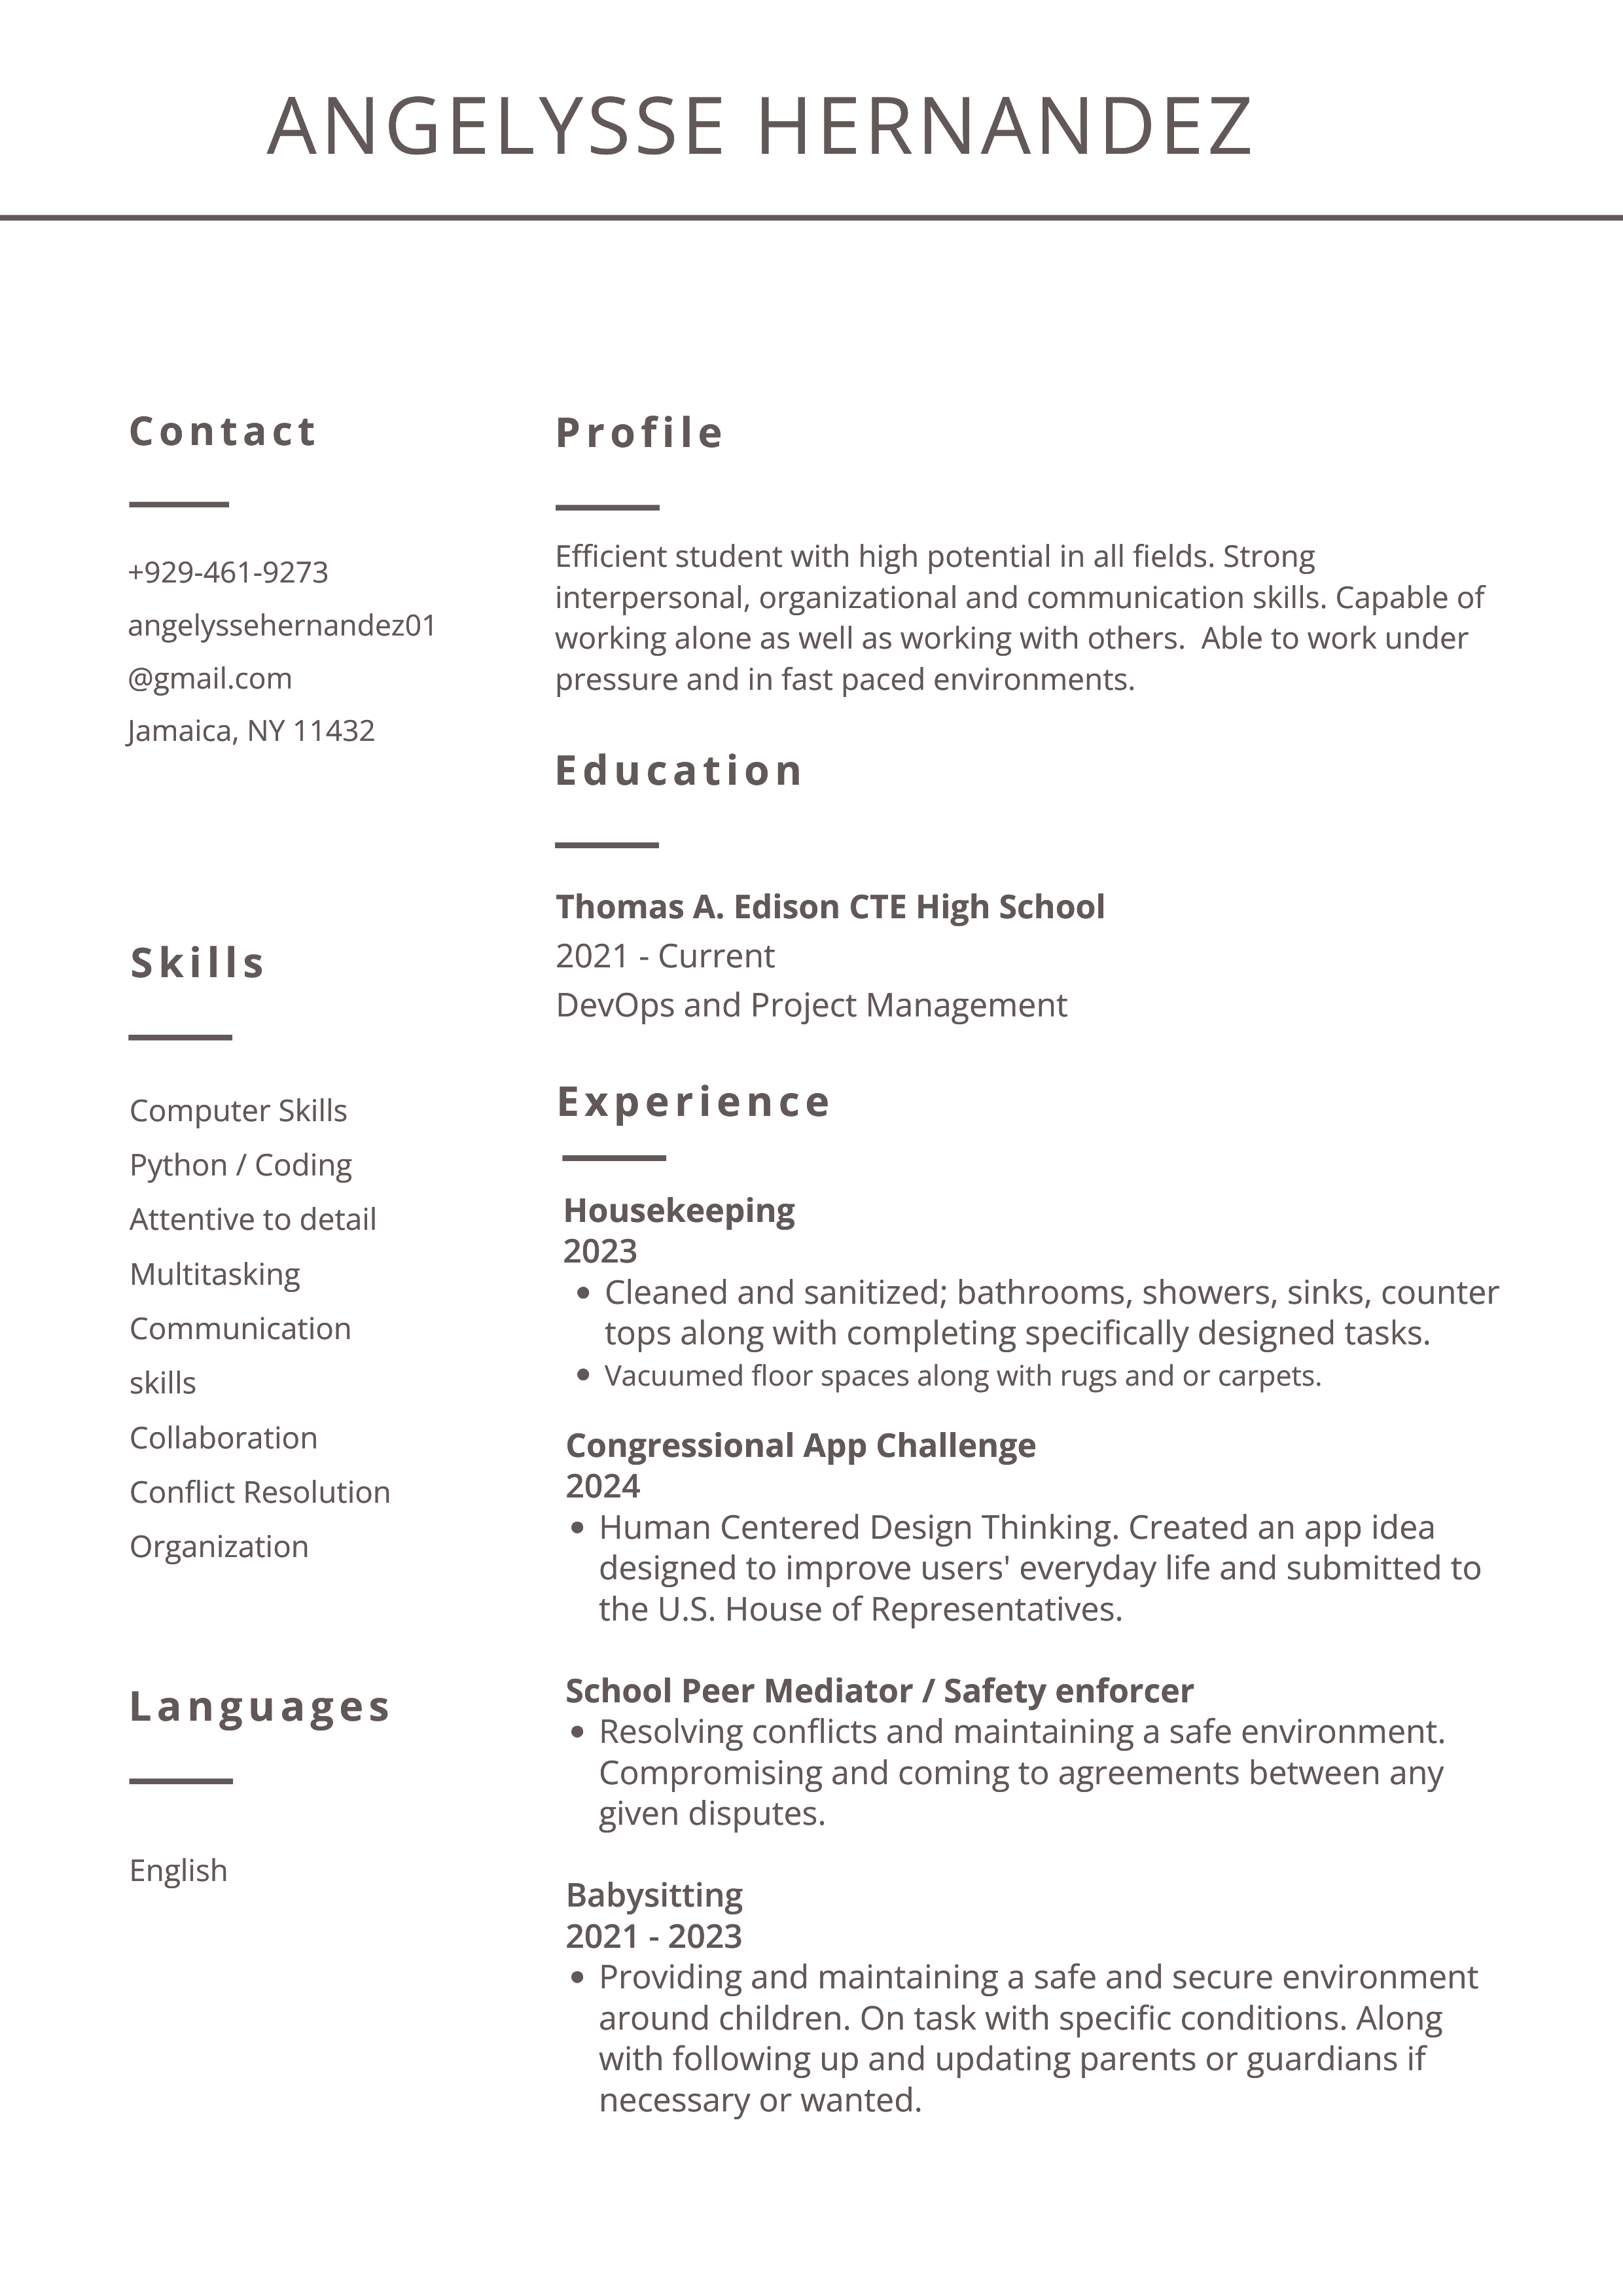 ANGELYSSE HERNANDEZ
Contact
+929-461-9273
angelyssehernandez01
@gmail.com
Jamaica, NY 11432
Skills
Computer Skills
Python / Coding
Attentive to detail
Multitasking
Communication
skills
Collaboration
Conflict Resolution
Organization
Languages
English
Profile
Efficient student with high potential in all fields. Strong
interpersonal, organizational and communication skills. Capable of
working alone as well as working with others.  Able to work under
pressure and in fast paced environments.
Education
Thomas A. Edison CTE High School
2021 - Current
DevOps and Project Management
Experience
Housekeeping
2023
• Cleaned and sanitized; bathrooms, showers, sinks, counter
tops along with completing specifically designed tasks.
• Vacuumed floor spaces along with rugs and or carpets.
Congressional App Challenge
2024
• Human Centered Design Thinking. Created an app idea
designed to improve users' everyday life and submitted to
the U.S. House of Representatives.
School Peer Mediator / Safety enforcer
• Resolving conflicts and maintaining a safe environment.
Compromising and coming to agreements between any
given disputes.
Babysitting
2021 - 2023
• Providing and maintaining a safe and secure environment
around children. On task with specific conditions. Along
with following up and updating parents or guardians if
necessary or wanted.